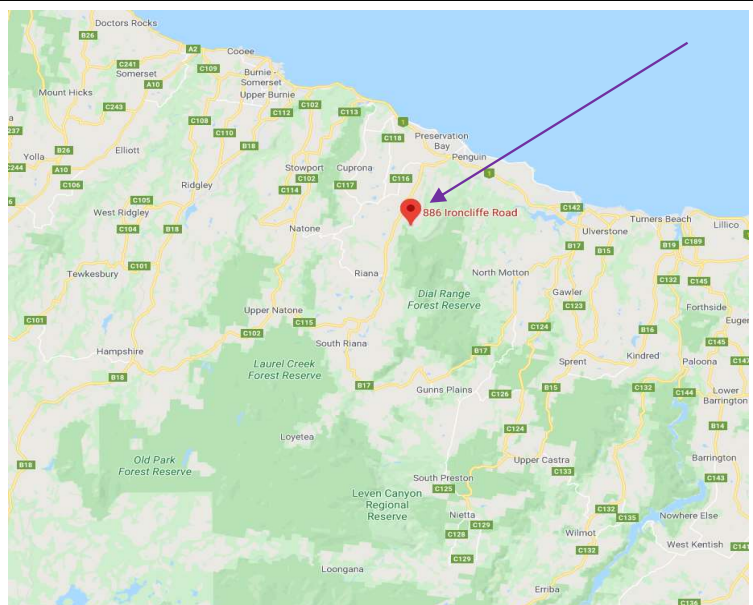 Doctors Rocks
B26
A2
Cooee
C241
Somerset
A10
C109
Burnie -
Somerset
Upper Burnie
Mount Hicks
C243
C102
C112
C113
1
C108
C110
B18
C118
Preservation
Bay
Penguin
1
237
Yolla
C244
B26
A10
C106
Elliott
Stowport
C102
C114
Cuprona
C117
C116
Ridgley
C105
West Ridgley
C104
B18
886 Ironcliffe Road
C142
Turners Beach
Lillico
Ulverstone
B17
B15
B19
C189
Natone
Tewkesbury
C101
Riana
North Motton
C132
C145
Dial Range
Forest Reserve
Gawler
C123
Forthside
C101
Upper Natone
C115
C102
C124
B16
Hampshire
South Riana
B17
Sprent
Kindred
Paloona
C145
Laurel Creek
Forest Reserve
B18
B17
Gunns Plains
C126
B15
C132
C144
Lower
Barrington
C124
B14
Loyetea
Old Park
Forest Reserve
B18
Upper Castra
C133
Barrington
C143
South Preston
C125
Leven Canyon
Regional
Reserve
Nietta
C129
C128
C132
C135
Nowhere Else
Wilmot
C132
West Kentish
C129
Loongana
Erriba
C136